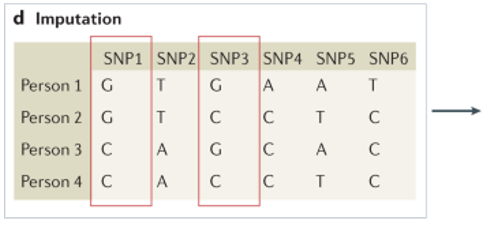 d Imputation
SNP1 SNP2 SNP3 SNP4 SNP5 SNP6
Person 1 G T G A A T
Person 2 G T C C T C
Person 3 C A G C A C
Person 4 C A C C T C